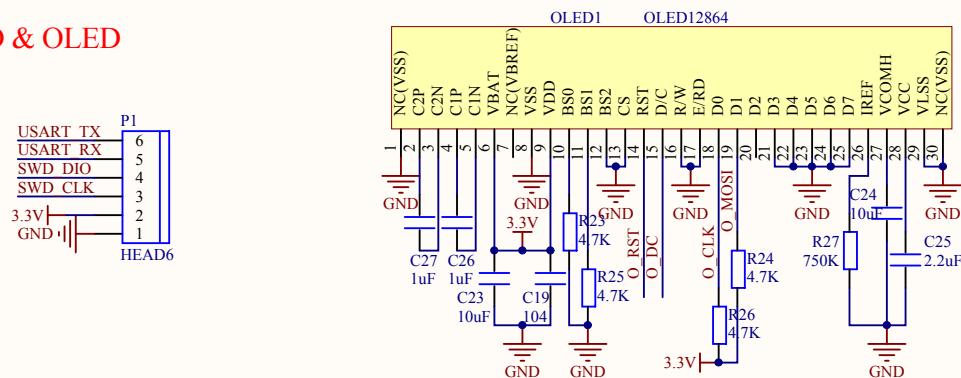 OLED1 OLED12864
& OLED
NC(VSS)
C2P
C2N
C1P
C1N
VBAT
NC(VBREF)
VSS
VDD
BS0
BS1
BS2
CS
RST
D/C
R/W
E/RD
D0
D1
D2
D3
D4
D5
D6
D7
IREF
VCOMH
VCC
VLSS
NC(VSS)
1
2
3
4
5
6
7
8
9
10
11
12
13
14
15
16
17
18
19
20
21
22
23
24
25
26
27
28
29
30
P1
USART_TX 6
USART_RX 5
SWD_DIO 4
SWD_CLK 3
3.3V 2
GND 1
HEAD6
GND
GND
GND
GND
GND
3.3V
C27
1uF
C26
1uF
C23
10uF
C19
104
R23
4.7K
R25
4.7K
O_RST
O_DC
O_CLK
O_MOSI
R24
4.7K
R26
4.7K
3.3V
C24
10uF
R27
750K
C25
2.2uF
GND
GND
GND